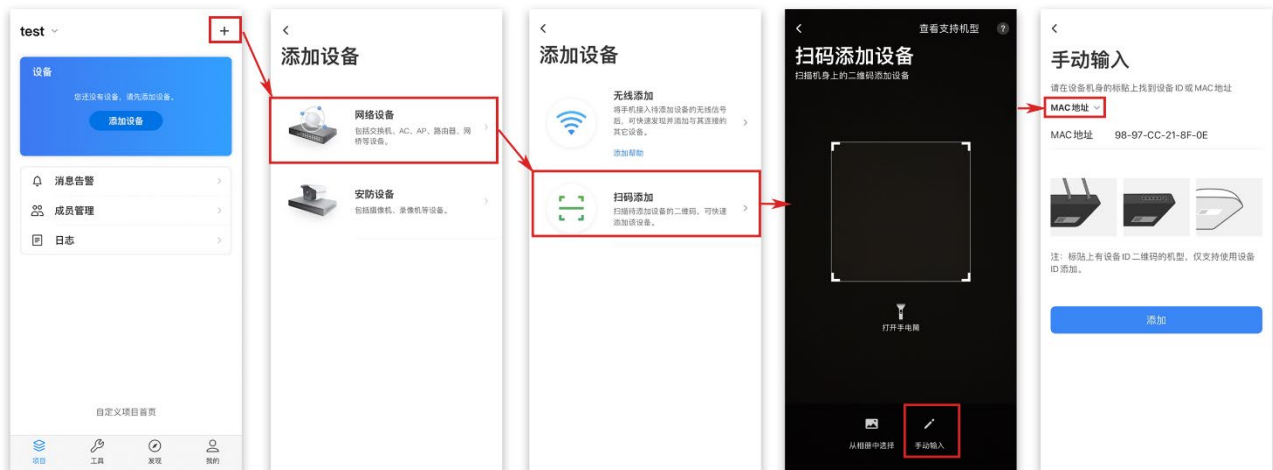 test
设备
您还没有设备，请先添加设备。
添加设备
消息告警
成员管理
日志
自定义项目首页
项目
工具
发现
我的
添加设备
网络设备
包括交换机、AC、AP、路由器、网
桥等设备。
安防设备
包括摄像机、录像机等设备。
添加设备
无线添加
将手机接入待添加设备的无线信号
后，可快速发现并添加与其连接的
其它设备。
添加帮助
扫码添加
扫描待添加设备的二维码，可快速
添加该设备。
查看支持机型 ?
扫码添加设备
扫描机身上的二维码添加设备
打开手电筒
从相册中选择
手动输入
手动输入
请在设备机身的标贴上找到设备ID或MAC地址
MAC地址
MAC地址 98-97-CC-21-8F-0E
注：标贴上有设备ID二维码的机型，仅支持使用设备
ID添加。
添加